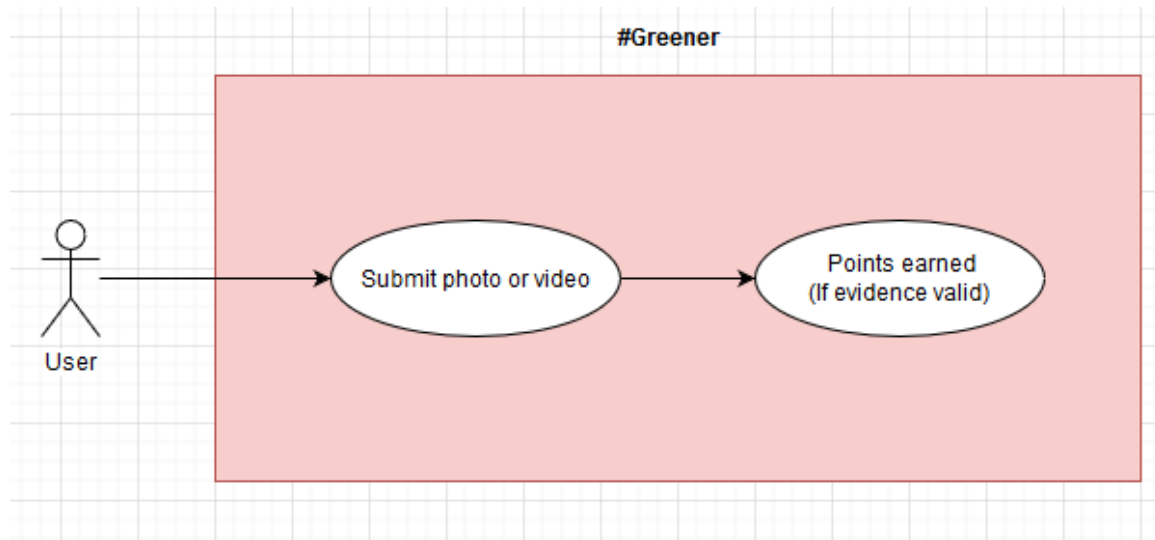 #Greener
User
Submit photo or video
Points earned
(If evidence valid)